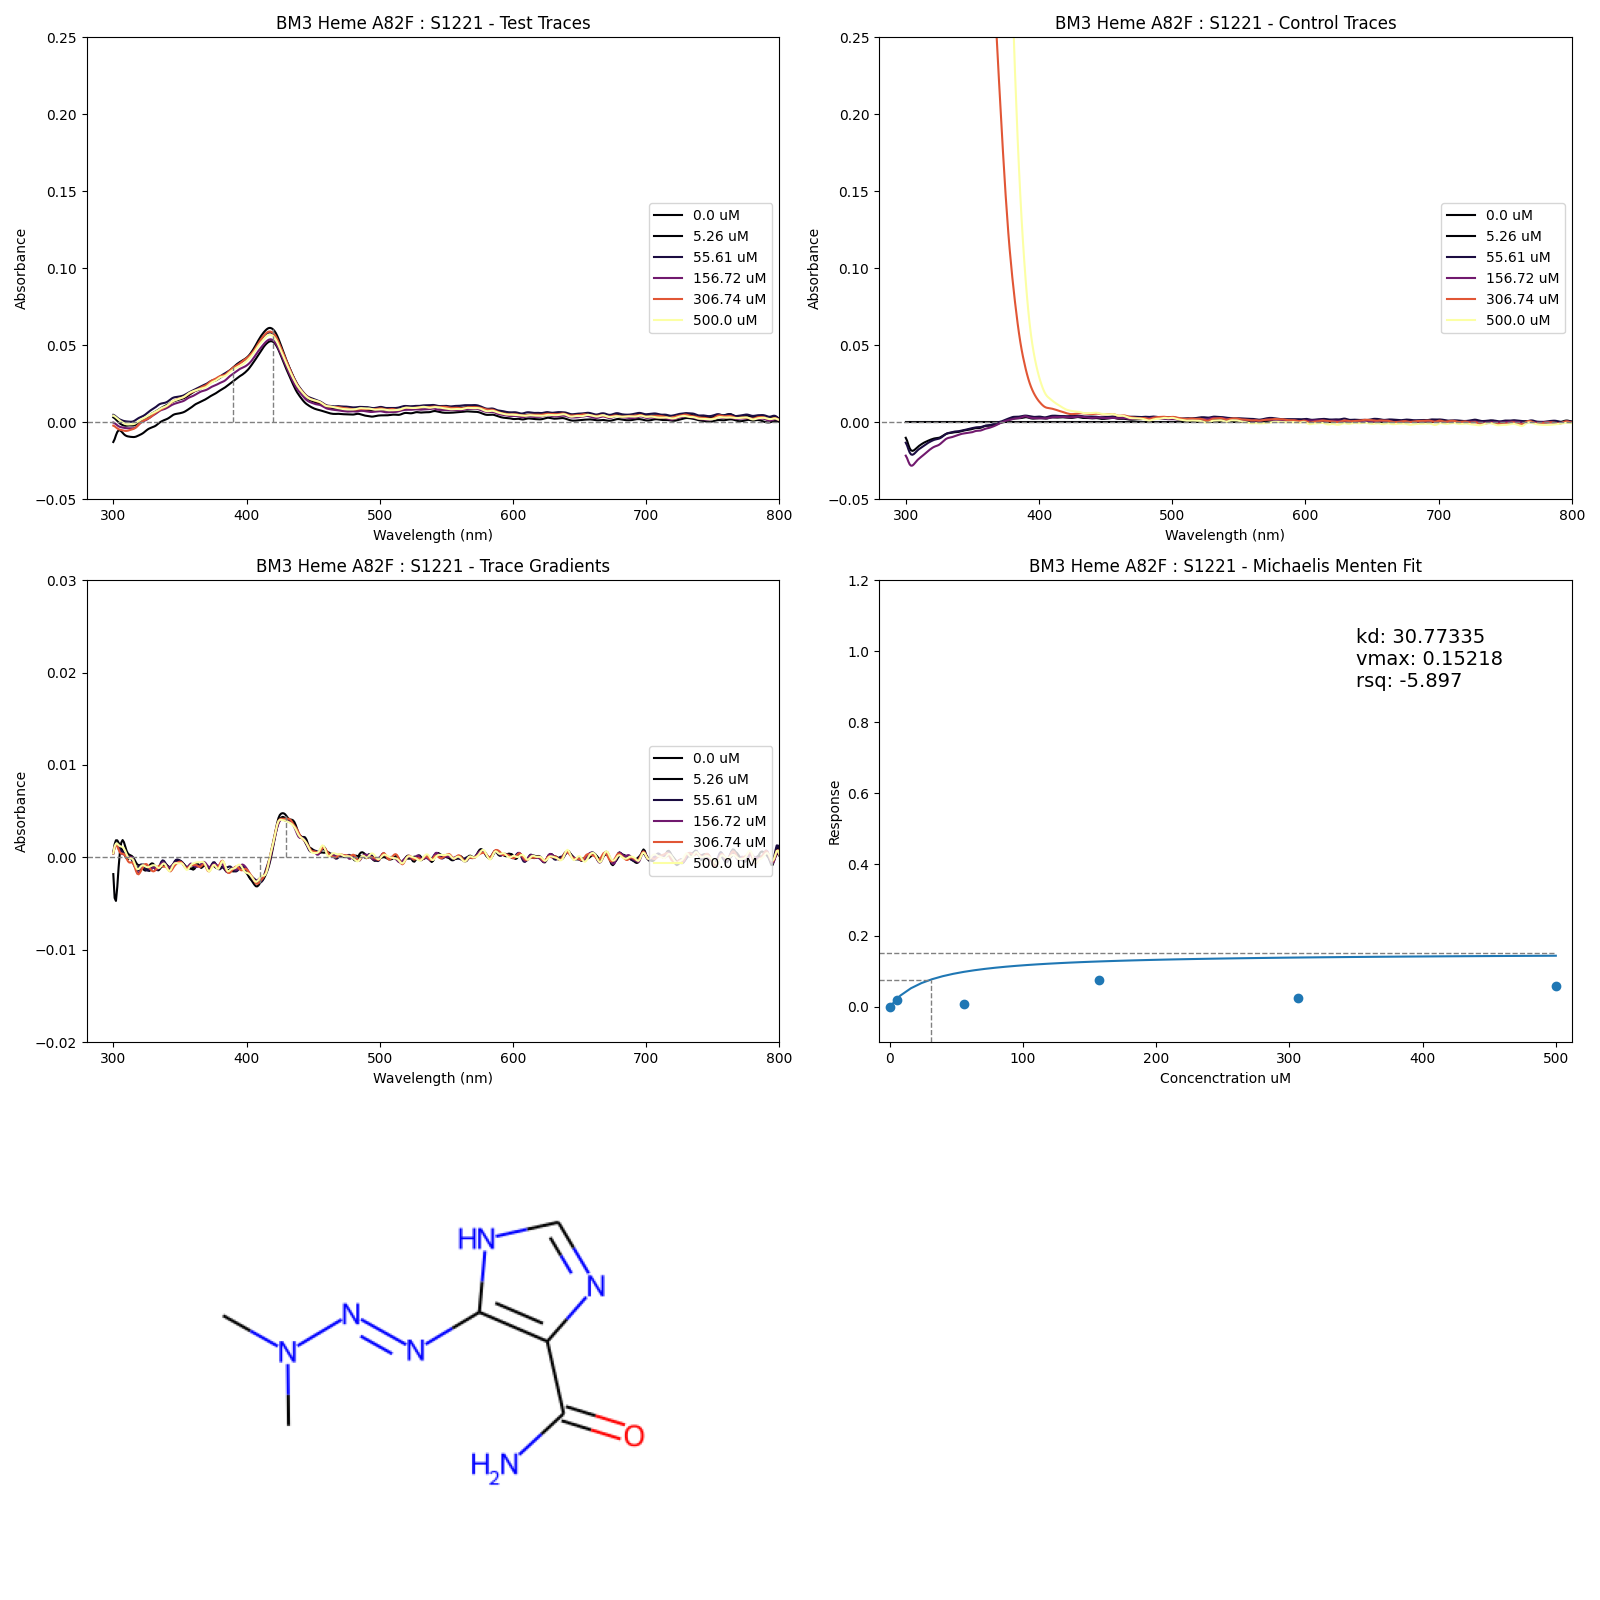 BM3 Heme A82F : S1221 - Test Traces
0.25
0.20
0.15
0.10
0.05
0.00
−0.05
Absorbance
300 400 500 600 700 800
Wavelength (nm)
0.0 uM
5.26 uM
55.61 uM
156.72 uM
306.74 uM
500.0 uM
BM3 Heme A82F : S1221 - Control Traces
0.25
0.20
0.15
0.10
0.05
0.00
−0.05
Absorbance
300 400 500 600 700 800
Wavelength (nm)
0.0 uM
5.26 uM
55.61 uM
156.72 uM
306.74 uM
500.0 uM
BM3 Heme A82F : S1221 - Trace Gradients
0.03
0.02
0.01
0.00
−0.01
−0.02
Absorbance
300 400 500 600 700 800
Wavelength (nm)
0.0 uM
5.26 uM
55.61 uM
156.72 uM
306.74 uM
500.0 uM
BM3 Heme A82F : S1221 - Michaelis Menten Fit
1.2
1.0
0.8
0.6
0.4
0.2
0.0
Response
kd: 30.77335
vmax: 0.15218
rsq: -5.897
0 100 200 300 400 500
Concenctration uM
HN
N
N
N
N
O
H2N